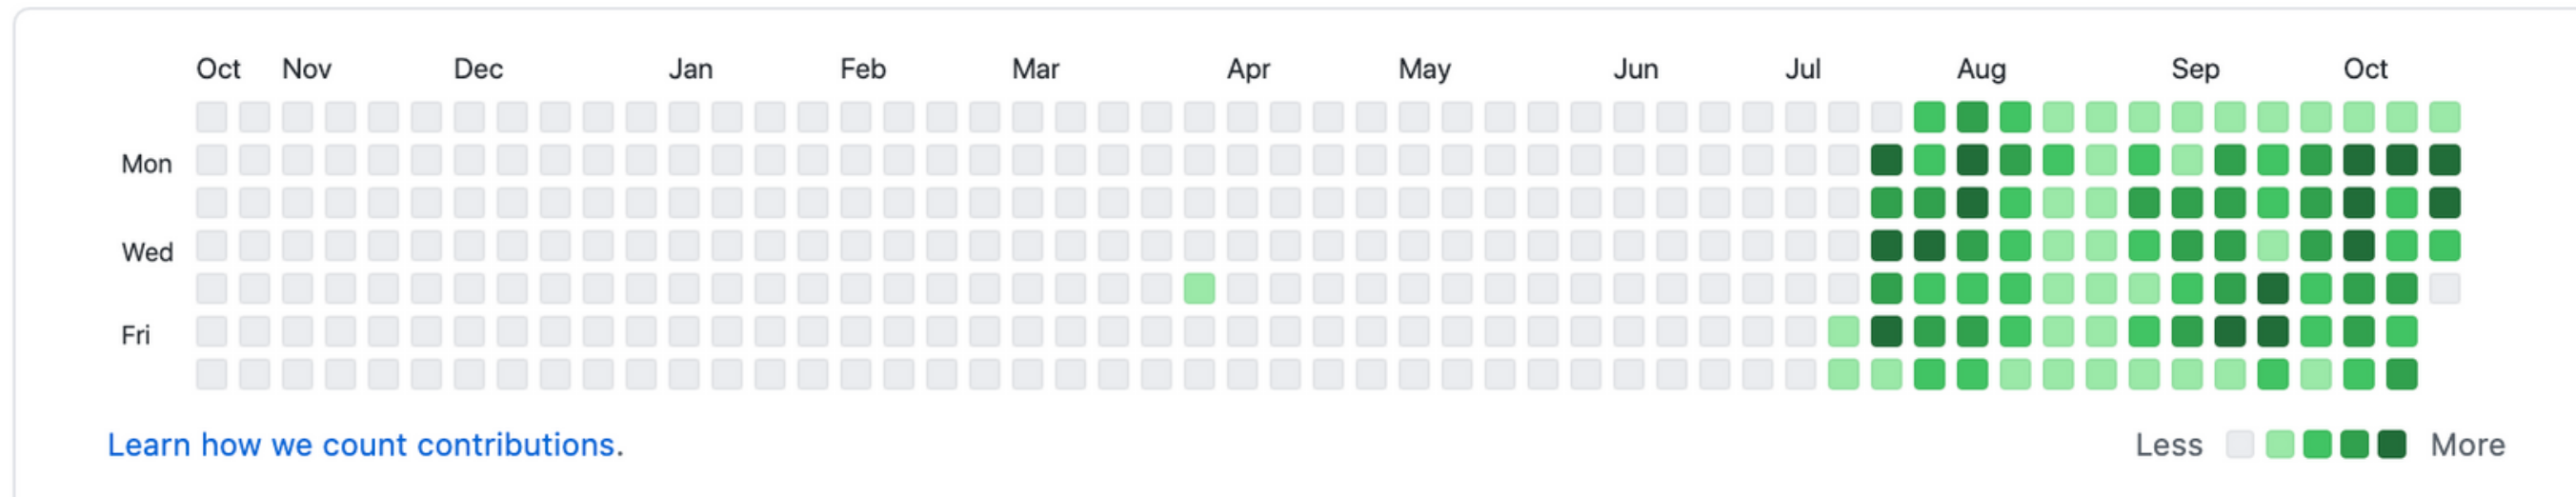 Oct Nov Dec Jan Feb Mar Apr May Jun Jul Aug Sep Oct
Mon
Wed
Fri
Learn how we count contributions. Less More